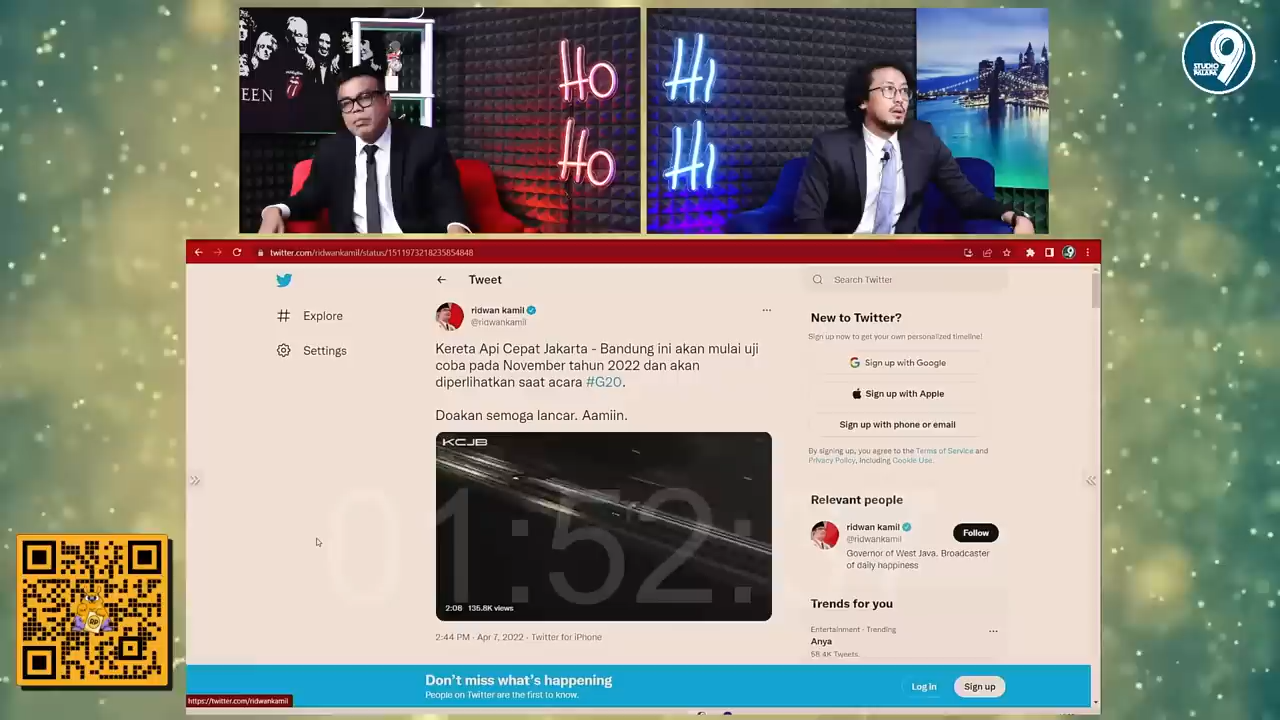 EEN
Ho
Ho
Hi
Hi
9
STUDIO
PALAPA
twitter.com/ridwankamil/status/1511973218235854848
Tweet
Search Twitter
Explore
Settings
ridwan kamil
@ridwankamil
Kereta Api Cepat Jakarta - Bandung ini akan mulai uji
coba pada November tahun 2022 dan akan
diperlihatkan saat acara #G20.
Doakan semoga lancar. Aamiin.
KCJB
01:52:
2:08 135.8K views
2:44 PM · Apr 7, 2022 · Twitter for iPhone
New to Twitter?
Sign up now to get your own personalized timeline!
Sign up with Google
Sign up with Apple
Sign up with phone or email
By signing up, you agree to the Terms of Service and
Privacy Policy, including Cookie Use.
Relevant people
ridwan kamil
@ridwankamil
Follow
Governor of West Java. Broadcaster
of daily happiness
Trends for you
Entertainment · Trending
Anya
58.4K Tweets
Don't miss what's happening
People on Twitter are the first to know.
Log in
Sign up
https://twitter.com/ridwankamil